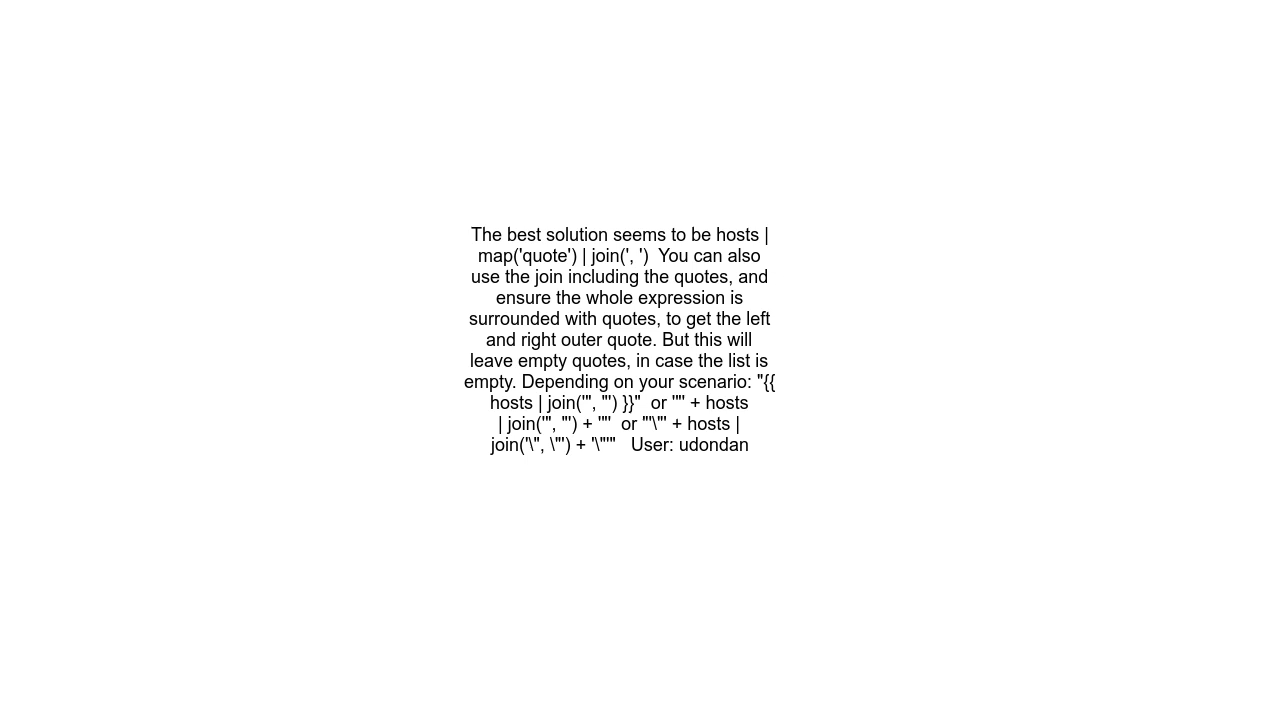 The best solution seems to be hosts |
map('quote') | join(', ')  You can also
use the join including the quotes, and
ensure the whole expression is
surrounded with quotes, to get the left
and right outer quote. But this will
leave empty quotes, in case the list is
empty. Depending on your scenario: "{{
hosts | join('", "') }}"  or '"' + hosts
| join('", "') + '"'  or "'\"' + hosts |
join('\", \"') + '\"'"   User: udondan